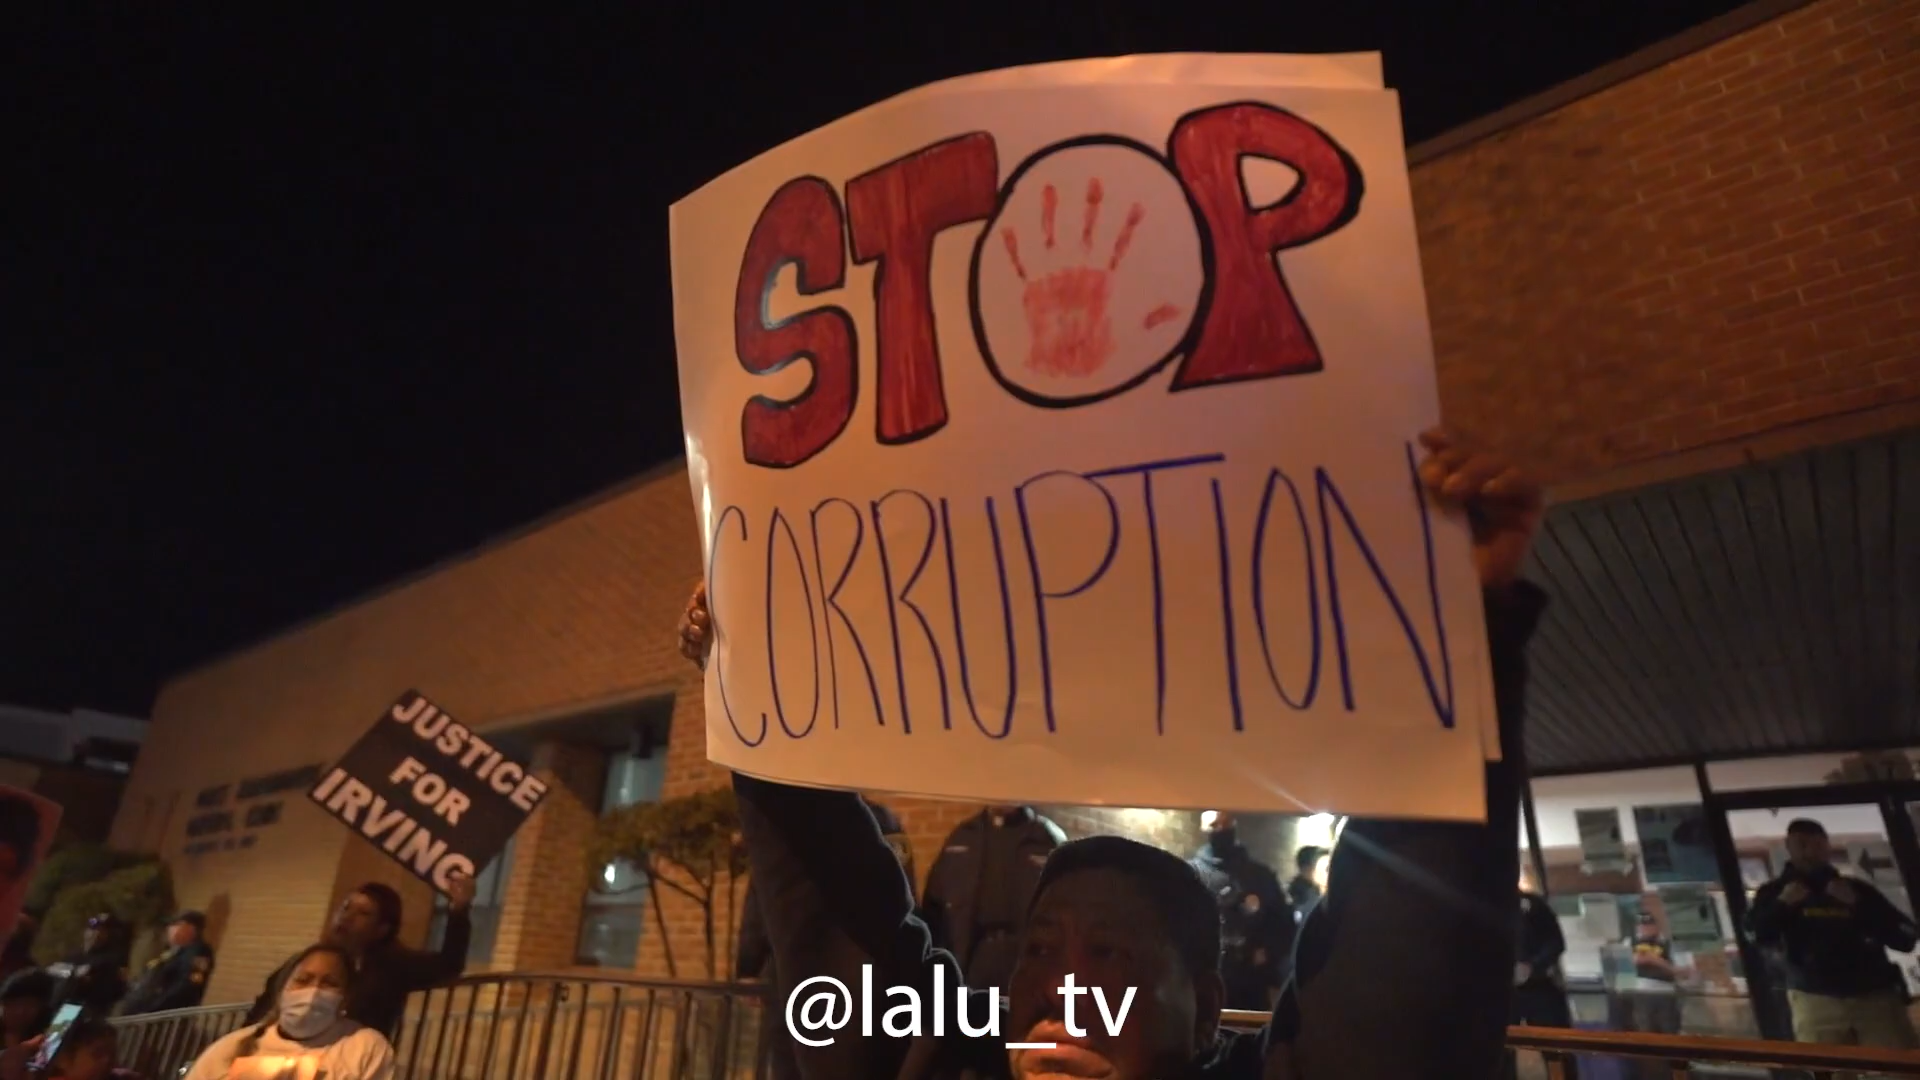 STOP
CORRUPTION
JUSTICE
FOR
IRVING
@lalu_tv